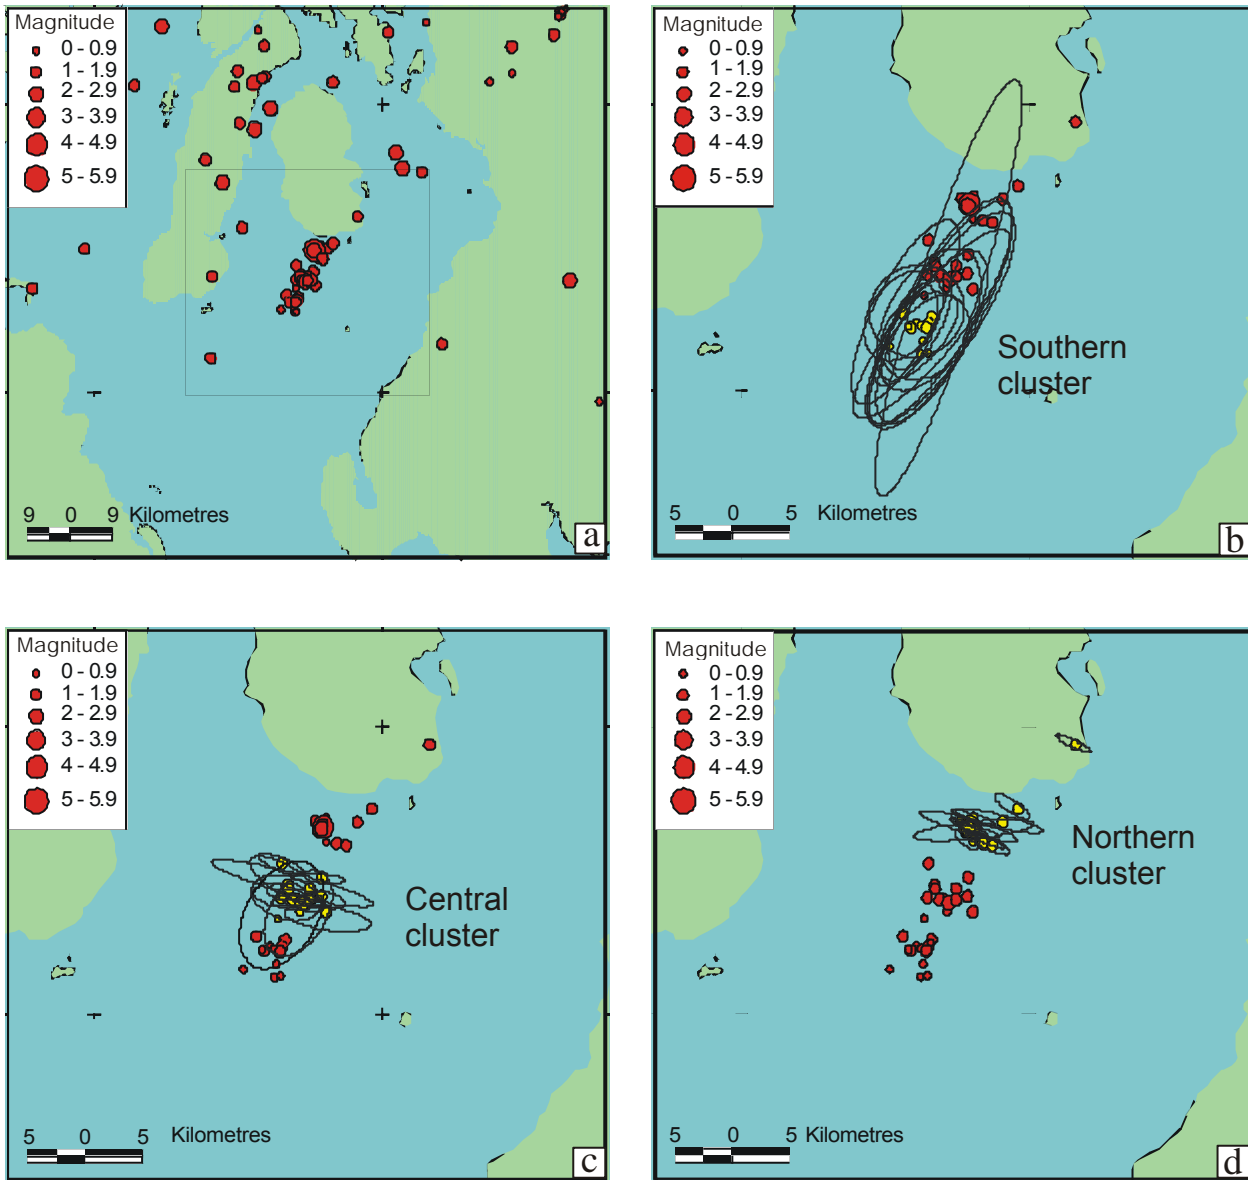 Magnitude
0 - 0.9
1 - 1.9
2 - 2.9
3 - 3.9
4 - 4.9
5 - 5.9
9 0 9 Kilometres
a
Magnitude
0 - 0.9
1 - 1.9
2 - 2.9
3 - 3.9
4 - 4.9
5 - 5.9
Southern
cluster
5 0 5 Kilometres
b
Magnitude
0 - 0.9
1 - 1.9
2 - 2.9
3 - 3.9
4 - 4.9
5 - 5.9
Central
cluster
5 0 5 Kilometres
c
Magnitude
0 - 0.9
1 - 1.9
2 - 2.9
3 - 3.9
4 - 4.9
5 - 5.9
Northern
cluster
5 0 5 Kilometres
d